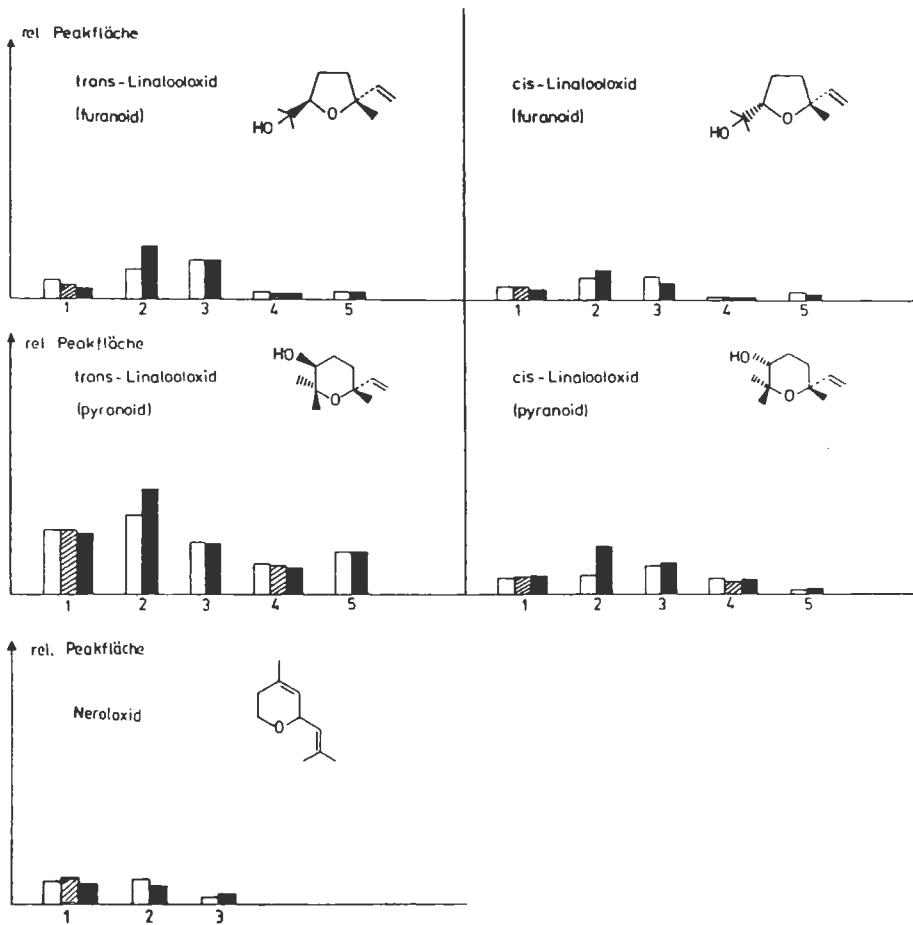 rel. Peakfläche
trans-Linalooloxid
(furanoid)
HO
O
1 2 3 4 5
cis-Linalooloxid
(furanoid)
HO
O
1 2 3 4 5
rel. Peakfläche
trans-Linalooloxid
(pyranoid)
HO
O
1 2 3 4 5
cis-Linalooloxid
(pyranoid)
HO
O
1 2 3 4 5
rel. Peakfläche
Neroloxid
O
1 2 3